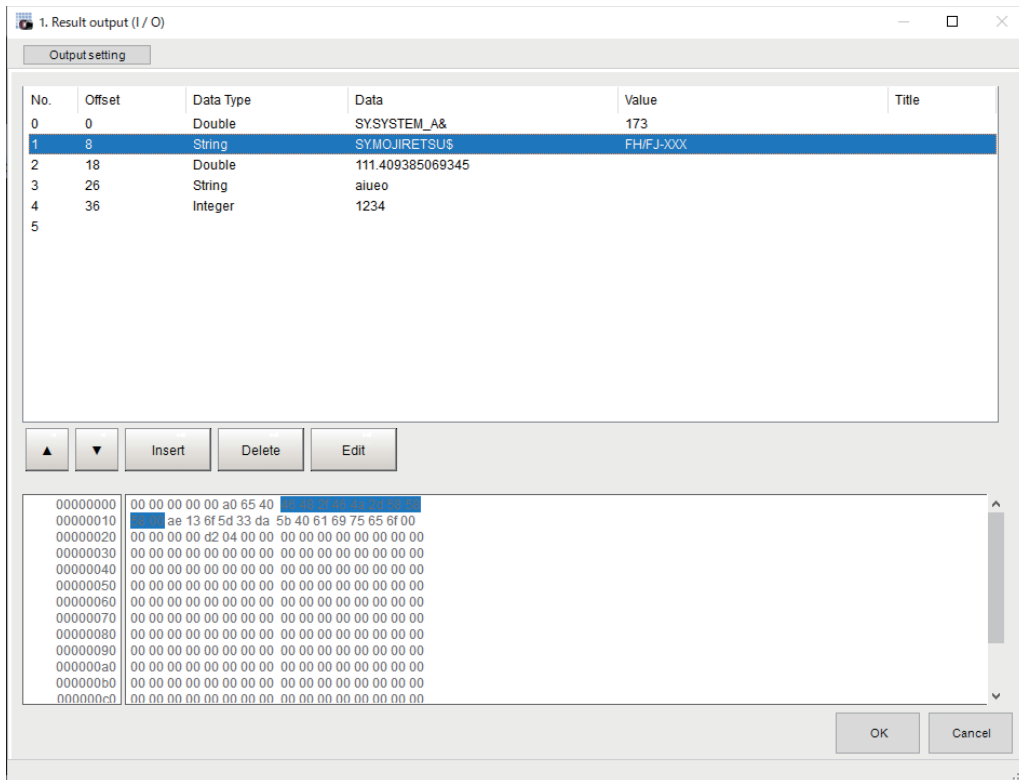 1. Result output (I / O)
Output setting
No. Offset Data Type Data Value Title
0 0 Double SY.SYSTEM_A& 173
1 8 String SY.MOJIRETSU$ FH/FJ-XXX
2 18 Double 111.409385069345
3 26 String aiueo
4 36 Integer 1234
5
▲ ▼ Insert Delete Edit
00000000 00 00 00 00 00 a0 65 40
00000010 ae 13 6f 5d 33 da 5b 40 61 69 75 65 6f 00
00000020 00 00 00 00 d2 04 00 00 00 00 00 00 00 00 00 00
00000030 00 00 00 00 00 00 00 00 00 00 00 00 00 00 00 00
00000040 00 00 00 00 00 00 00 00 00 00 00 00 00 00 00 00
00000050 00 00 00 00 00 00 00 00 00 00 00 00 00 00 00 00
00000060 00 00 00 00 00 00 00 00 00 00 00 00 00 00 00 00
00000070 00 00 00 00 00 00 00 00 00 00 00 00 00 00 00 00
00000080 00 00 00 00 00 00 00 00 00 00 00 00 00 00 00 00
00000090 00 00 00 00 00 00 00 00 00 00 00 00 00 00 00 00
000000a0 00 00 00 00 00 00 00 00 00 00 00 00 00 00 00 00
000000b0 00 00 00 00 00 00 00 00 00 00 00 00 00 00 00 00
000000c0 00 00 00 00 00 00 00 00 00 00 00 00 00 00 00 00
OK Cancel